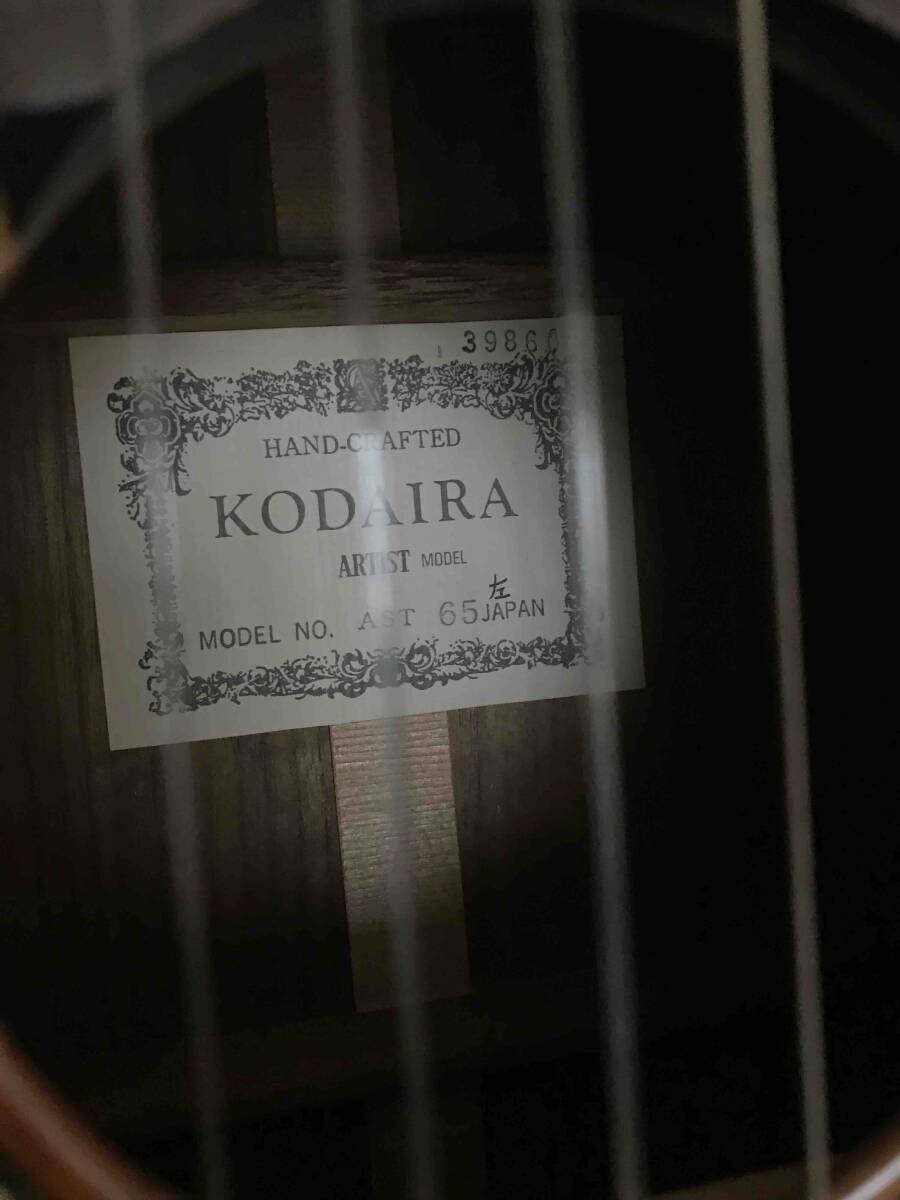 39860
HAND-CRAFTED
KODAIRA
ARTIST MODEL
左
MODEL NO. AST 65 JAPAN